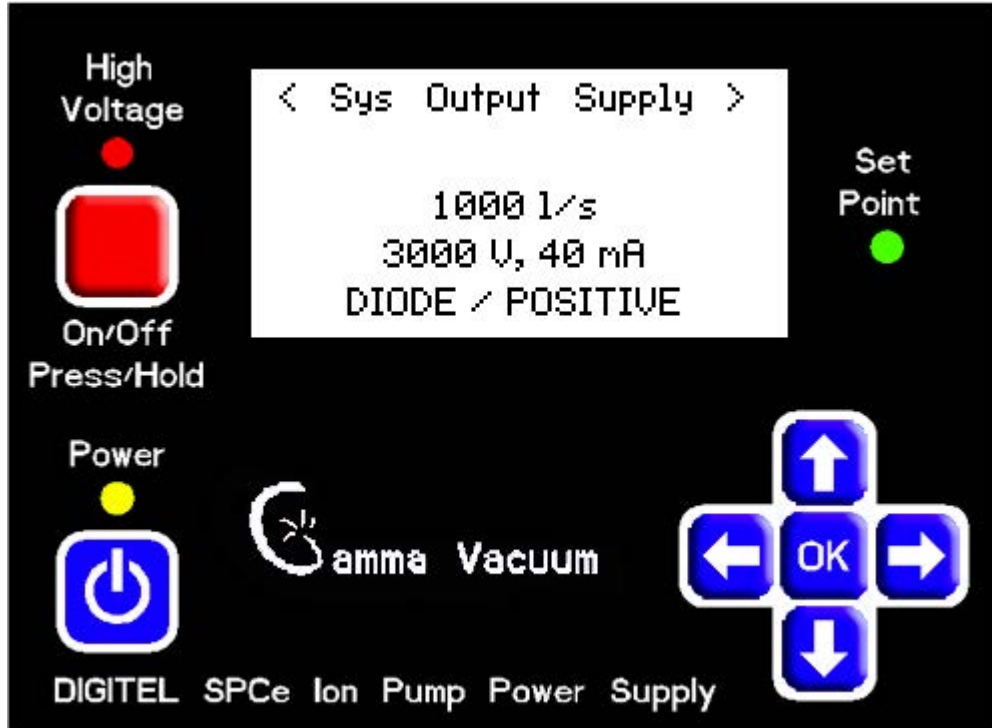 High
Voltage
On/Off
Press/Hold
< Sys Output Supply >
1000 l/s
3000 V, 40 mA
DIODE / POSITIVE
Set
Point
Power
Gamma Vacuum
OK
DIGITEL SPCe Ion Pump Power Supply